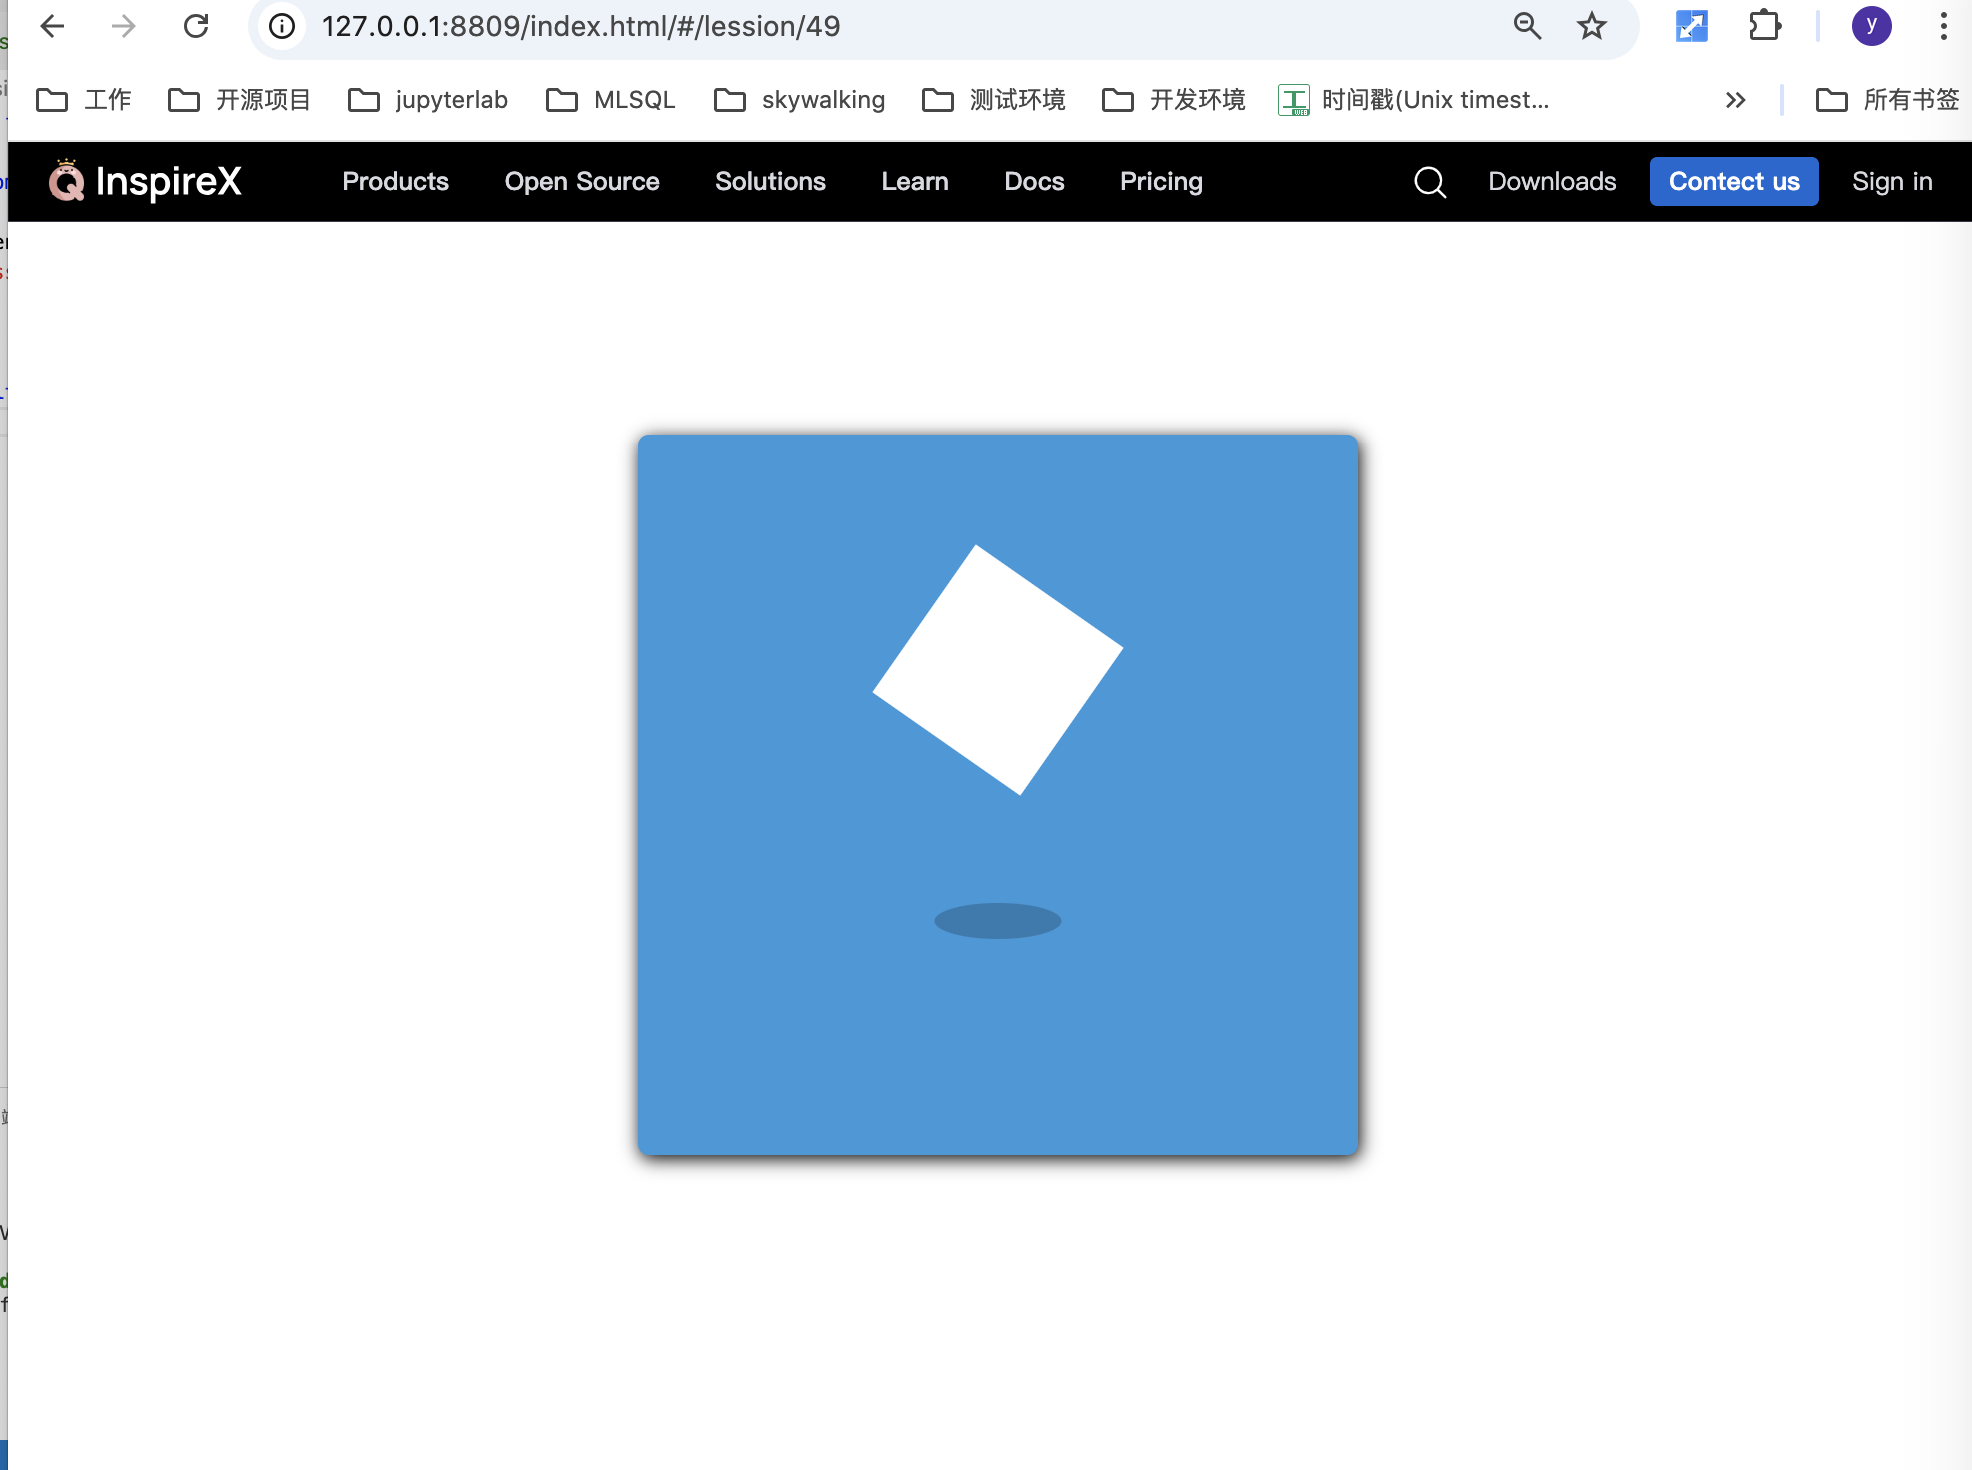 127.0.0.1:8809/index.html/#/lession/49
y
工作 开源项目 jupyterlab MLSQL skywalking 测试环境 开发环境 时间戳(Unix timest... 所有书签
InspireX Products Open Source Solutions Learn Docs Pricing Downloads Contect us Sign in